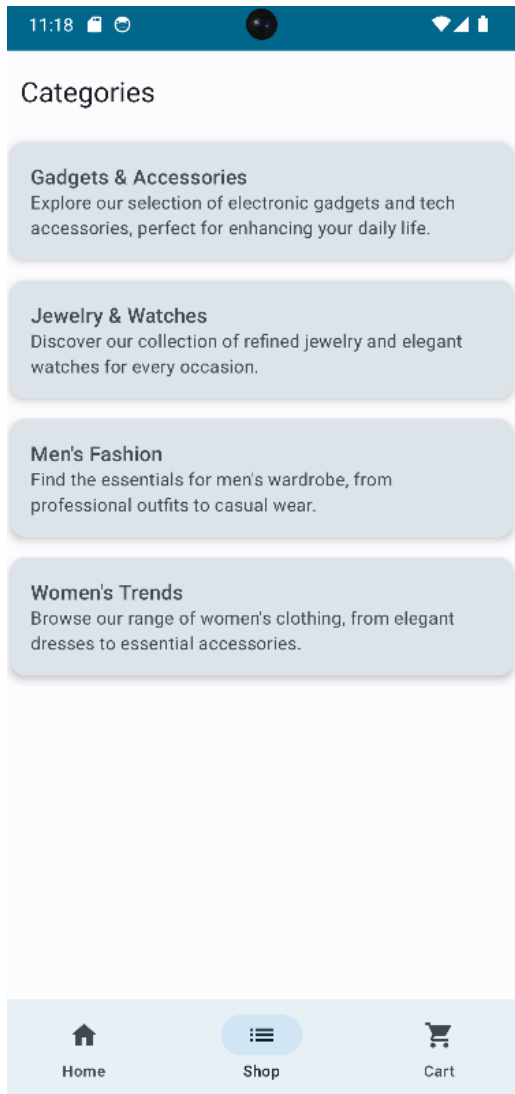 11:18
Categories
Gadgets & Accessories
Explore our selection of electronic gadgets and tech
accessories, perfect for enhancing your daily life.
Jewelry & Watches
Discover our collection of refined jewelry and elegant
watches for every occasion.
Men's Fashion
Find the essentials for men's wardrobe, from
professional outfits to casual wear.
Women's Trends
Browse our range of women's clothing, from elegant
dresses to essential accessories.
Home Shop Cart